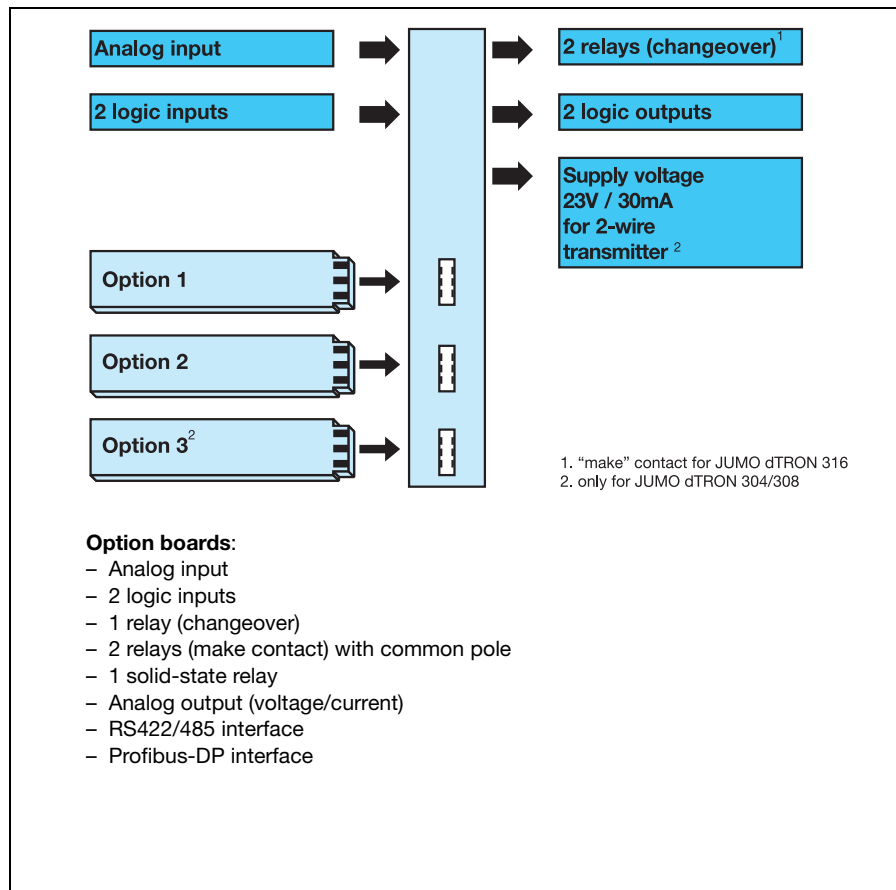 Analog input
2 relays (changeover)1
2 logic inputs
2 logic outputs
Supply voltage
23V / 30mA
for 2-wire
transmitter 2
Option 1
Option 2
Option 32
1. “make” contact for JUMO dTRON 316
2. only for JUMO dTRON 304/308
Option boards:
– Analog input
– 2 logic inputs
– 1 relay (changeover)
– 2 relays (make contact) with common pole
– 1 solid-state relay
– Analog output (voltage/current)
– RS422/485 interface
– Profibus-DP interface